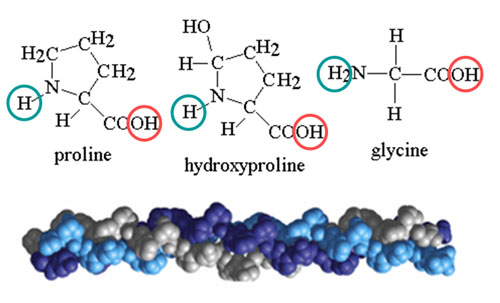 H2C CH2
CH2
N
H
C
H
COOH
proline
HO
H C CH2
CH2
N
H
C
H
COOH
hydroxyproline
H
H2N C COOH
H
glycine